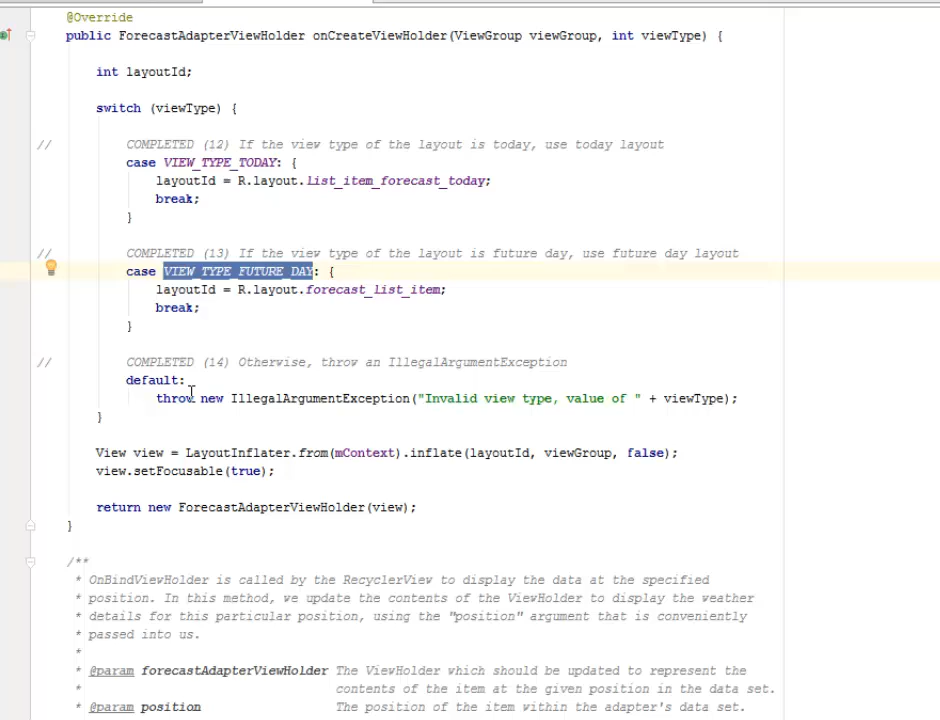 @Override
public ForecastAdapterViewHolder onCreateViewHolder(ViewGroup viewGroup, int viewType) {
int layoutId;
switch (viewType) {
// COMPLETED (12) If the view type of the layout is today, use today layout
case VIEW_TYPE_TODAY: {
layoutId = R.layout.list_item_forecast_today;
break;
}
// COMPLETED (13) If the view type of the layout is future day, use future day layout
case VIEW_TYPE_FUTURE_DAY: {
layoutId = R.layout.forecast_list_item;
break;
}
// COMPLETED (14) Otherwise, throw an IllegalArgumentException
default:
throw new IllegalArgumentException("Invalid view type, value of " + viewType);
}
View view = LayoutInflater.from(mContext).inflate(layoutId, viewGroup, false);
view.setFocusable(true);
return new ForecastAdapterViewHolder(view);
}
/**
* OnBindViewHolder is called by the RecyclerView to display the data at the specified
* position. In this method, we update the contents of the ViewHolder to display the weather
* details for this particular position, using the "position" argument that is conveniently
* passed into us.
*
* @param forecastAdapterViewHolder The ViewHolder which should be updated to represent the
* contents of the item at the given position in the data set.
* @param position The position of the item within the adapter's data set.